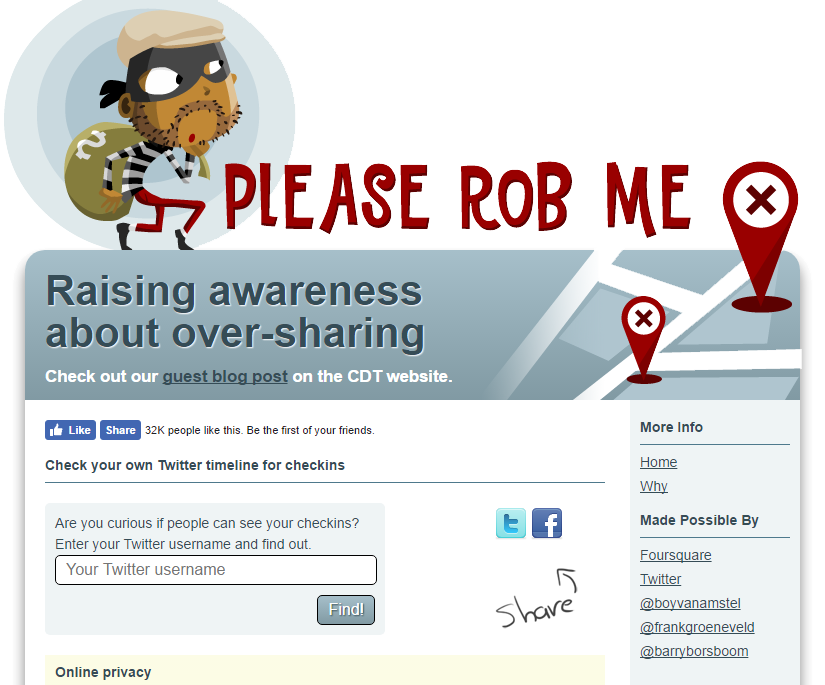 PLEASE ROB ME
Raising awareness
about over-sharing
Check out our guest blog post on the CDT website.
Like Share 32K people like this. Be the first of your friends.
Check your own Twitter timeline for checkins
Are you curious if people can see your checkins?
Enter your Twitter username and find out.
Your Twitter username
Find!
share
Online privacy
More Info
Home
Why
Made Possible By
Foursquare
Twitter
@boyvanamstel
@frankgroeneveld
@barryborsboom